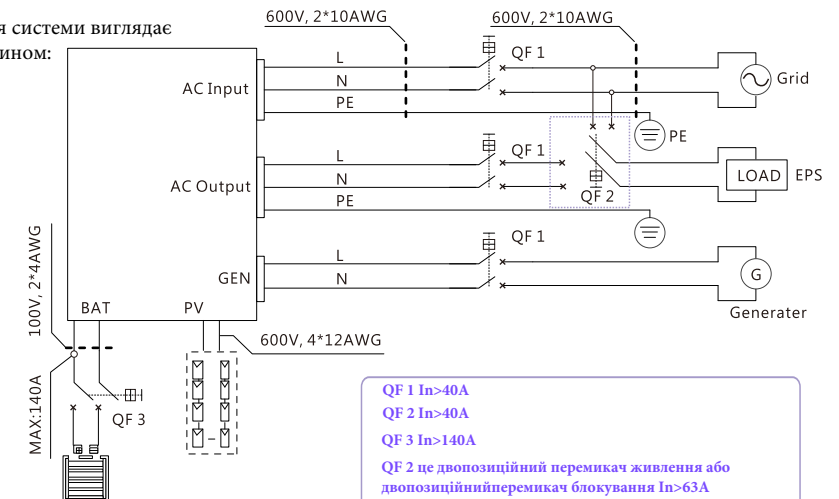 я системи виглядає
ином:
600V, 2*10AWG
600V, 2*10AWG
L
N
PE
AC Input
QF 1
Grid
PE
L
N
PE
AC Output
QF 1
QF 2
LOAD
EPS
L
N
GEN
QF 1
G
Generater
BAT
PV
100V, 2*4AWG
600V, 4*12AWG
MAX:140A
QF 3
QF 1 In>40A
QF 2 In>40A
QF 3 In>140A
QF 2 це двопозиційний перемикач живлення або
двопозиційнийперемикач блокування In>63A